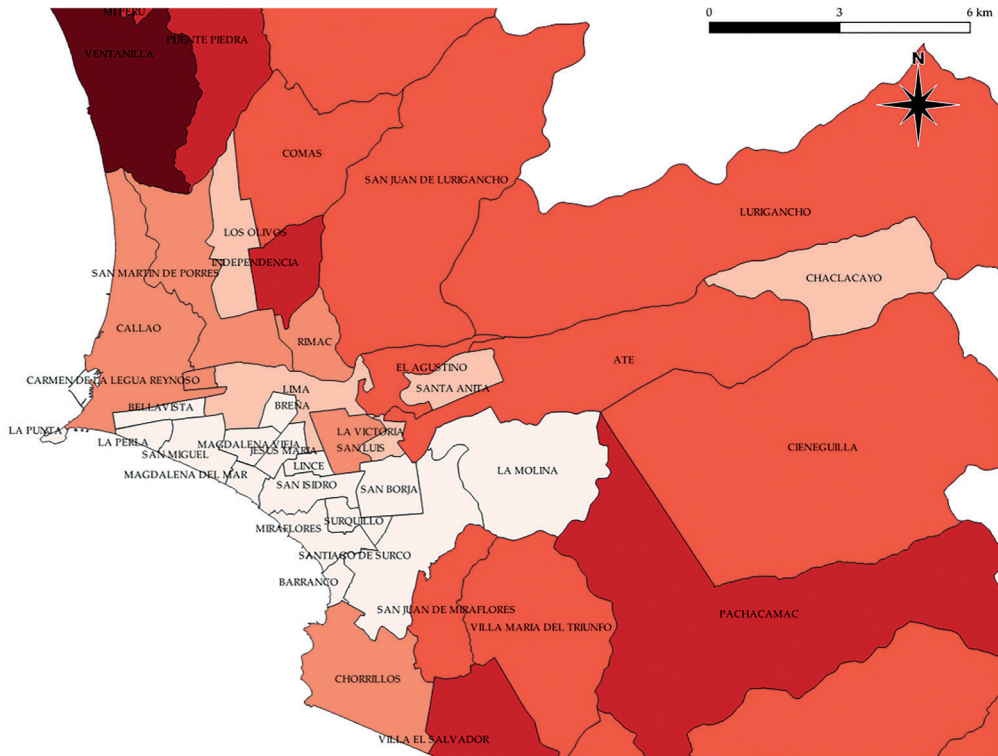 0 3 6 km
MI PERU
PUENTE PIEDRA
VENTANILLA
N
COMAS
SAN JUAN DE LURIGANCHO
LURIGANCHO
LOS OLIVOS
INDEPENDENCIA
SAN MARTIN DE PORRES
CHACLACAYO
CALLAO
RIMAC
ATE
EL AGUSTINO
CARMEN DE LA LEGUA REYNOSO
LIMA
SANTA ANITA
BREÑA
BELLAVISTA
LA PUNTA
LA VICTORIA
LA PERLA
MAGDALENA VIEJA
SAN LUIS
CIENEGUILLA
JESUS MARIA
SAN MIGUEL
LINCE
LA MOLINA
MAGDALENA DEL MAR
SAN ISIDRO
SAN BORJA
SURQUILLO
MIRAFLORES
SANTIAGO DE SURCO
BARRANCO
SAN JUAN DE MIRAFLORES
PACHACAMAC
VILLA MARIA DEL TRIUNFO
CHORRILLOS
VILLA EL SALVADOR